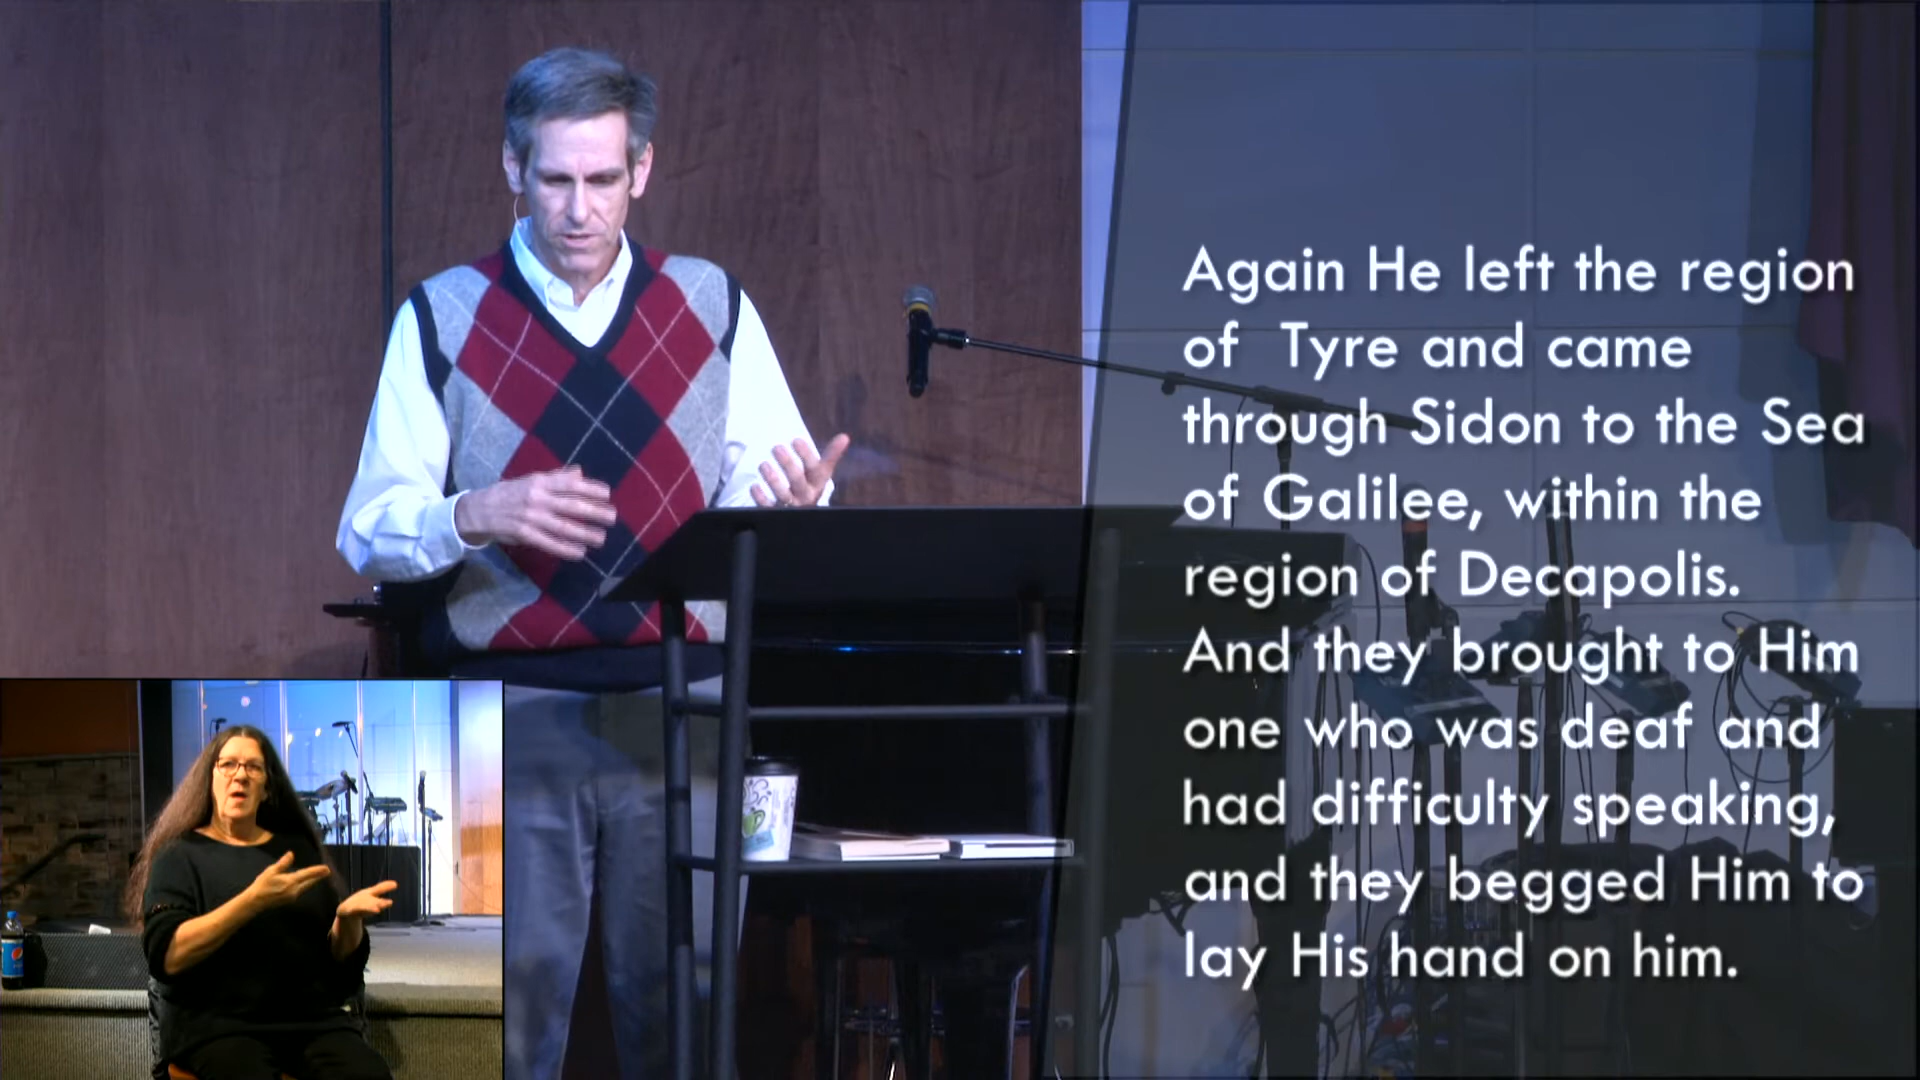 Again He left the region
of Tyre and came
through Sidon to the Sea
of Galilee, within the
region of Decapolis.
And they brought to Him
one who was deaf and
had difficulty speaking,
and they begged Him to
lay His hand on him.